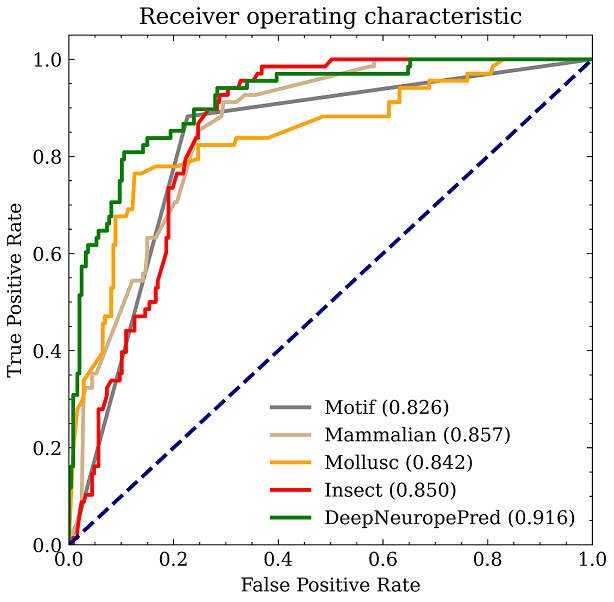 Receiver operating characteristic
True Positive Rate
1.0
0.8
0.6
0.4
0.2
0.0
0.0
0.2
0.4
0.6
0.8
1.0
Motif (0.826)
Mammalian (0.857)
Mollusc (0.842)
Insect (0.850)
DeepNeuropePred (0.916)
False Positive Rate